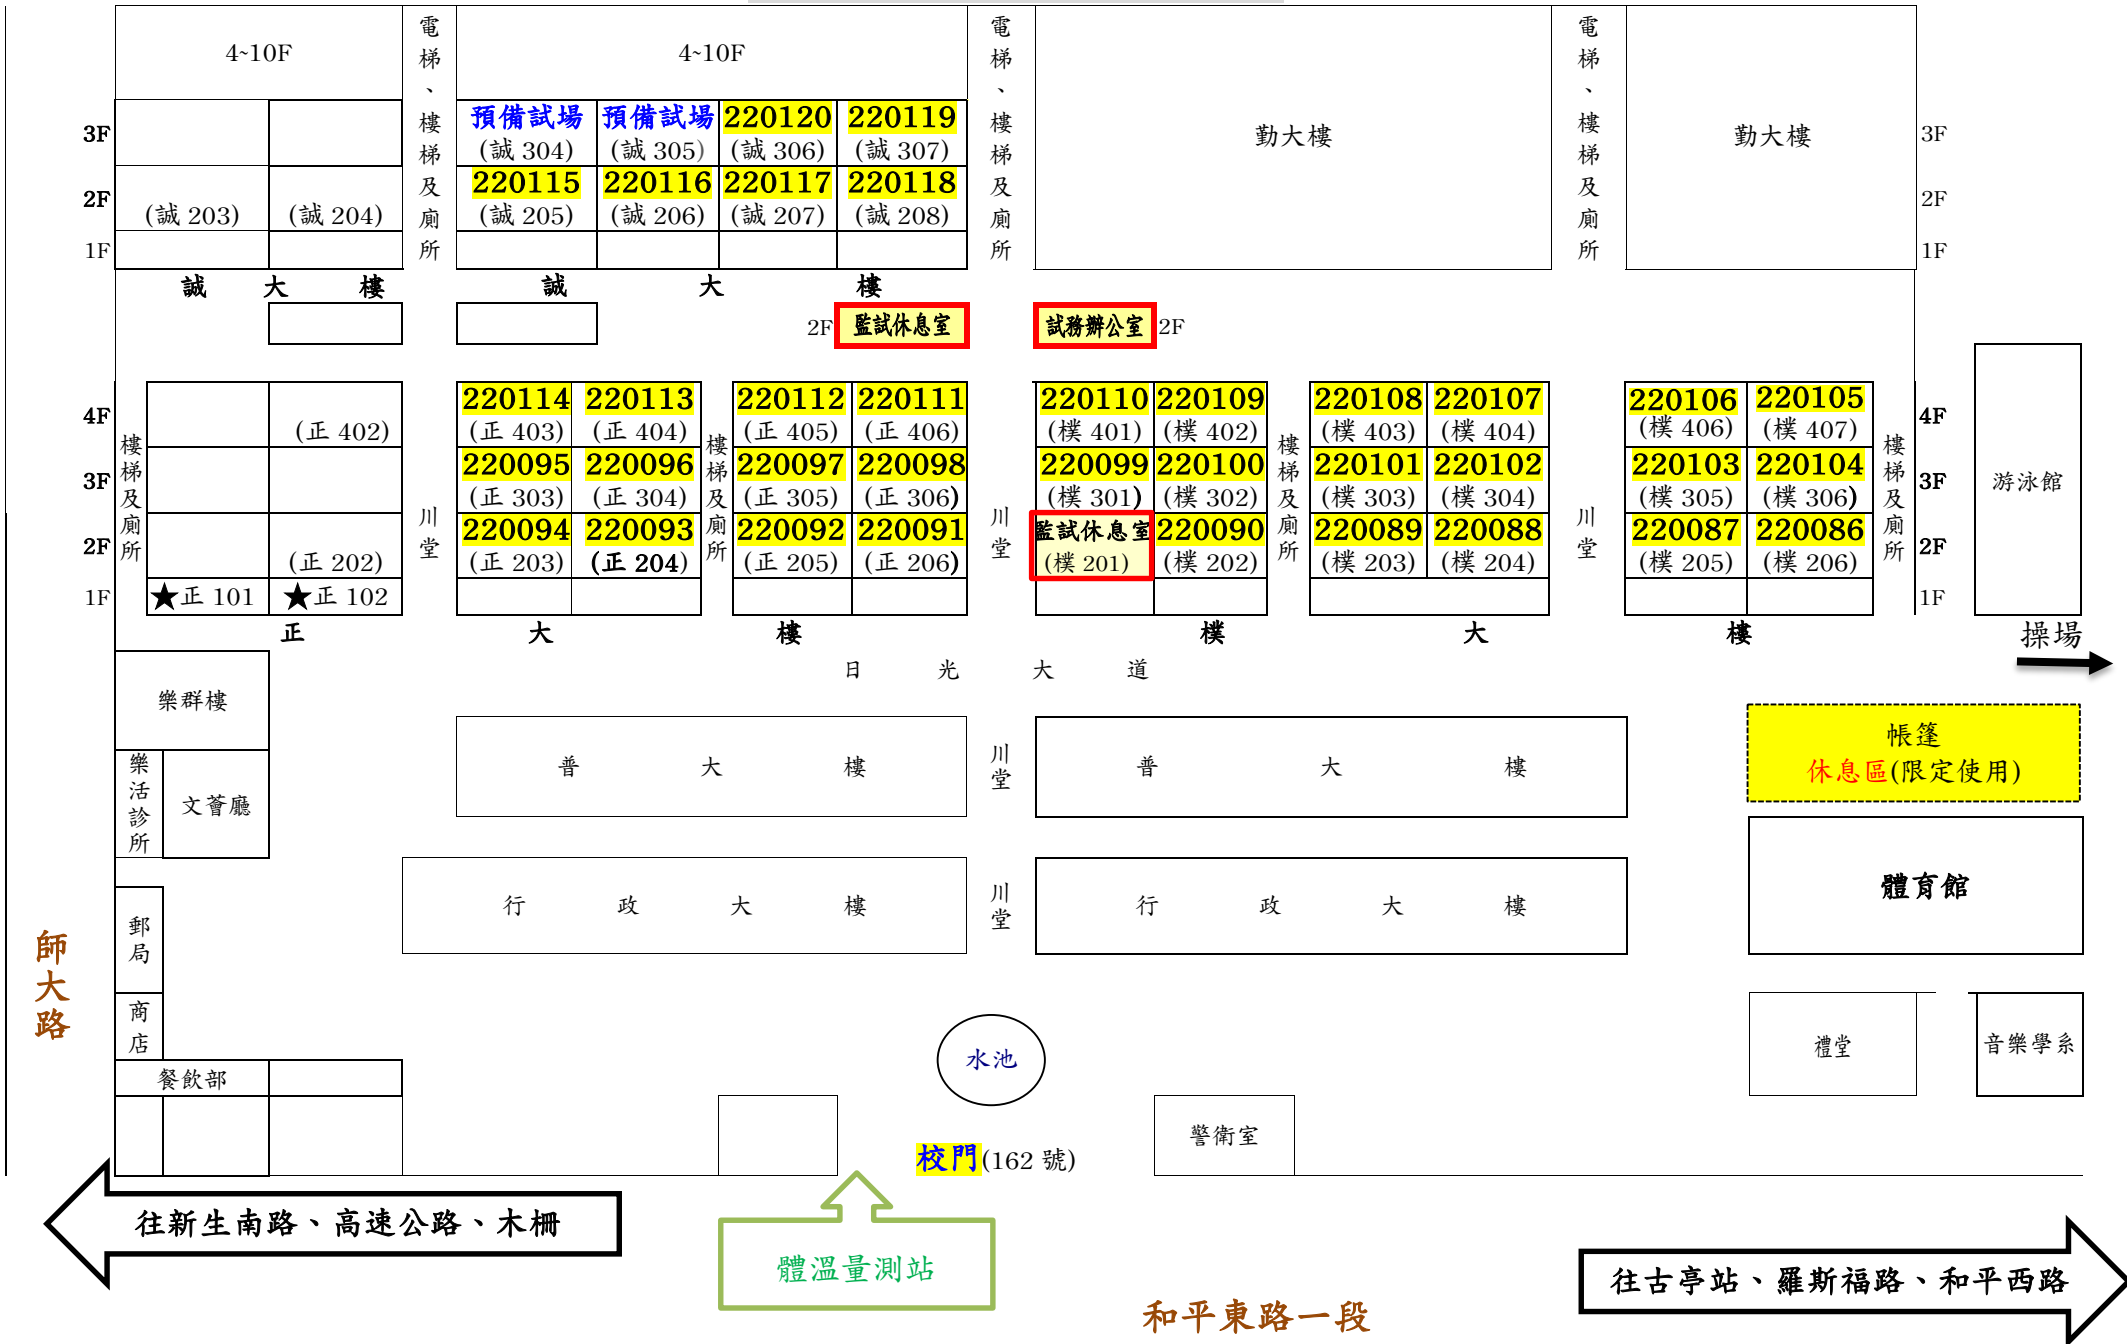 4~10F
電梯、樓梯及廁所
4~10F
電梯、樓梯及廁所
電梯、樓梯及廁所
3F
預備試場 預備試場 220120 220119
(誠 304) (誠 305) (誠 306) (誠 307)
勤大樓
勤大樓
3F
2F
220115 220116 220117 220118
(誠 203) (誠 204) (誠 205) (誠 206) (誠 207) (誠 208)
2F
1F
1F
誠 大 樓
誠 大 樓
2F 監試休息室
試務辦公室 2F
4F
220114 220113 220112 220111 220110 220109 220108 220107 220106 220105
(正 402) (正 403) (正 404) (正 405) (正 406) (樸 401) (樸 402) (樸 403) (樸 404) (樸 406) (樸 407)
4F
樓梯及廁所
川堂
樓梯及廁所
川堂
樓梯及廁所
川堂
樓梯及廁所
3F
220095 220096 220097 220098 220099 220100 220101 220102 220103 220104
(正 303) (正 304) (正 305) (正 306) (樸 301) (樸 302) (樸 303) (樸 304) (樸 305) (樸 306)
3F
游泳館
2F
220094 220093 220092 220091 監試休息室 220090 220089 220088 220087 220086
(正 202) (正 203) (正 204) (正 205) (正 206) (樸 201) (樸 202) (樸 203) (樸 204) (樸 205) (樸 206)
2F
1F
★正 101 ★正 102
1F
正 大 樓
樸 大 樓
操場
日 光 大 道
樂群樓
帳篷
休息區(限定使用)
普 大 樓
川堂
普 大 樓
樂活診所
文薈廳
行 政 大 樓
川堂
行 政 大 樓
體育館
郵局
師大路
商店
水池
禮堂
音樂學系
餐飲部
校門(162 號)
警衛室
往新生南路、高速公路、木柵
體溫量測站
往古亭站、羅斯福路、和平西路
和平東路一段